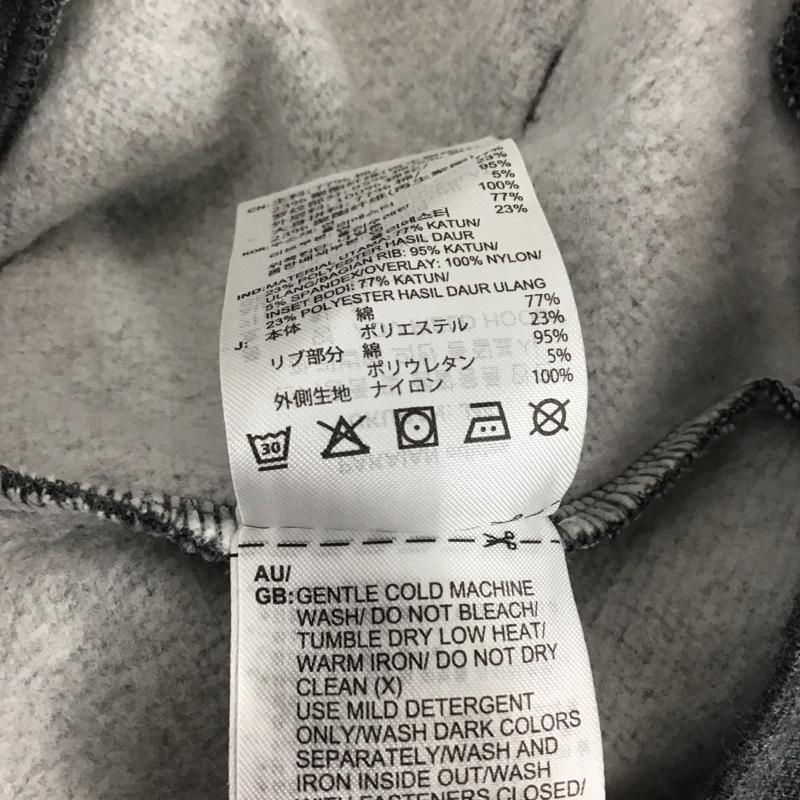 CN:
23%
95%
5%
100%
77%
23%
KOR:
IND: MATERIAL UTAMA: 77% KATUN/
23% POLYESTER HASIL DAUR
ULANG/BAGIAN RIB: 95% KATUN/
5% SPANDEX/OVERLAY: 100% NYLON/
INSET BODI: 77% KATUN/
23% POLYESTER HASIL DAUR ULANG
J: 本体 綿 77%
ポリエステル 23%
リブ部分 綿 95%
ポリウレタン 5%
外側生地 ナイロン 100%
30
AU/
GB: GENTLE COLD MACHINE
WASH/ DO NOT BLEACH/
TUMBLE DRY LOW HEAT/
WARM IRON/ DO NOT DRY
CLEAN (X)
USE MILD DETERGENT
ONLY/WASH DARK COLORS
SEPARATELY/WASH AND
IRON INSIDE OUT/WASH
WITH FASTENERS CLOSED/